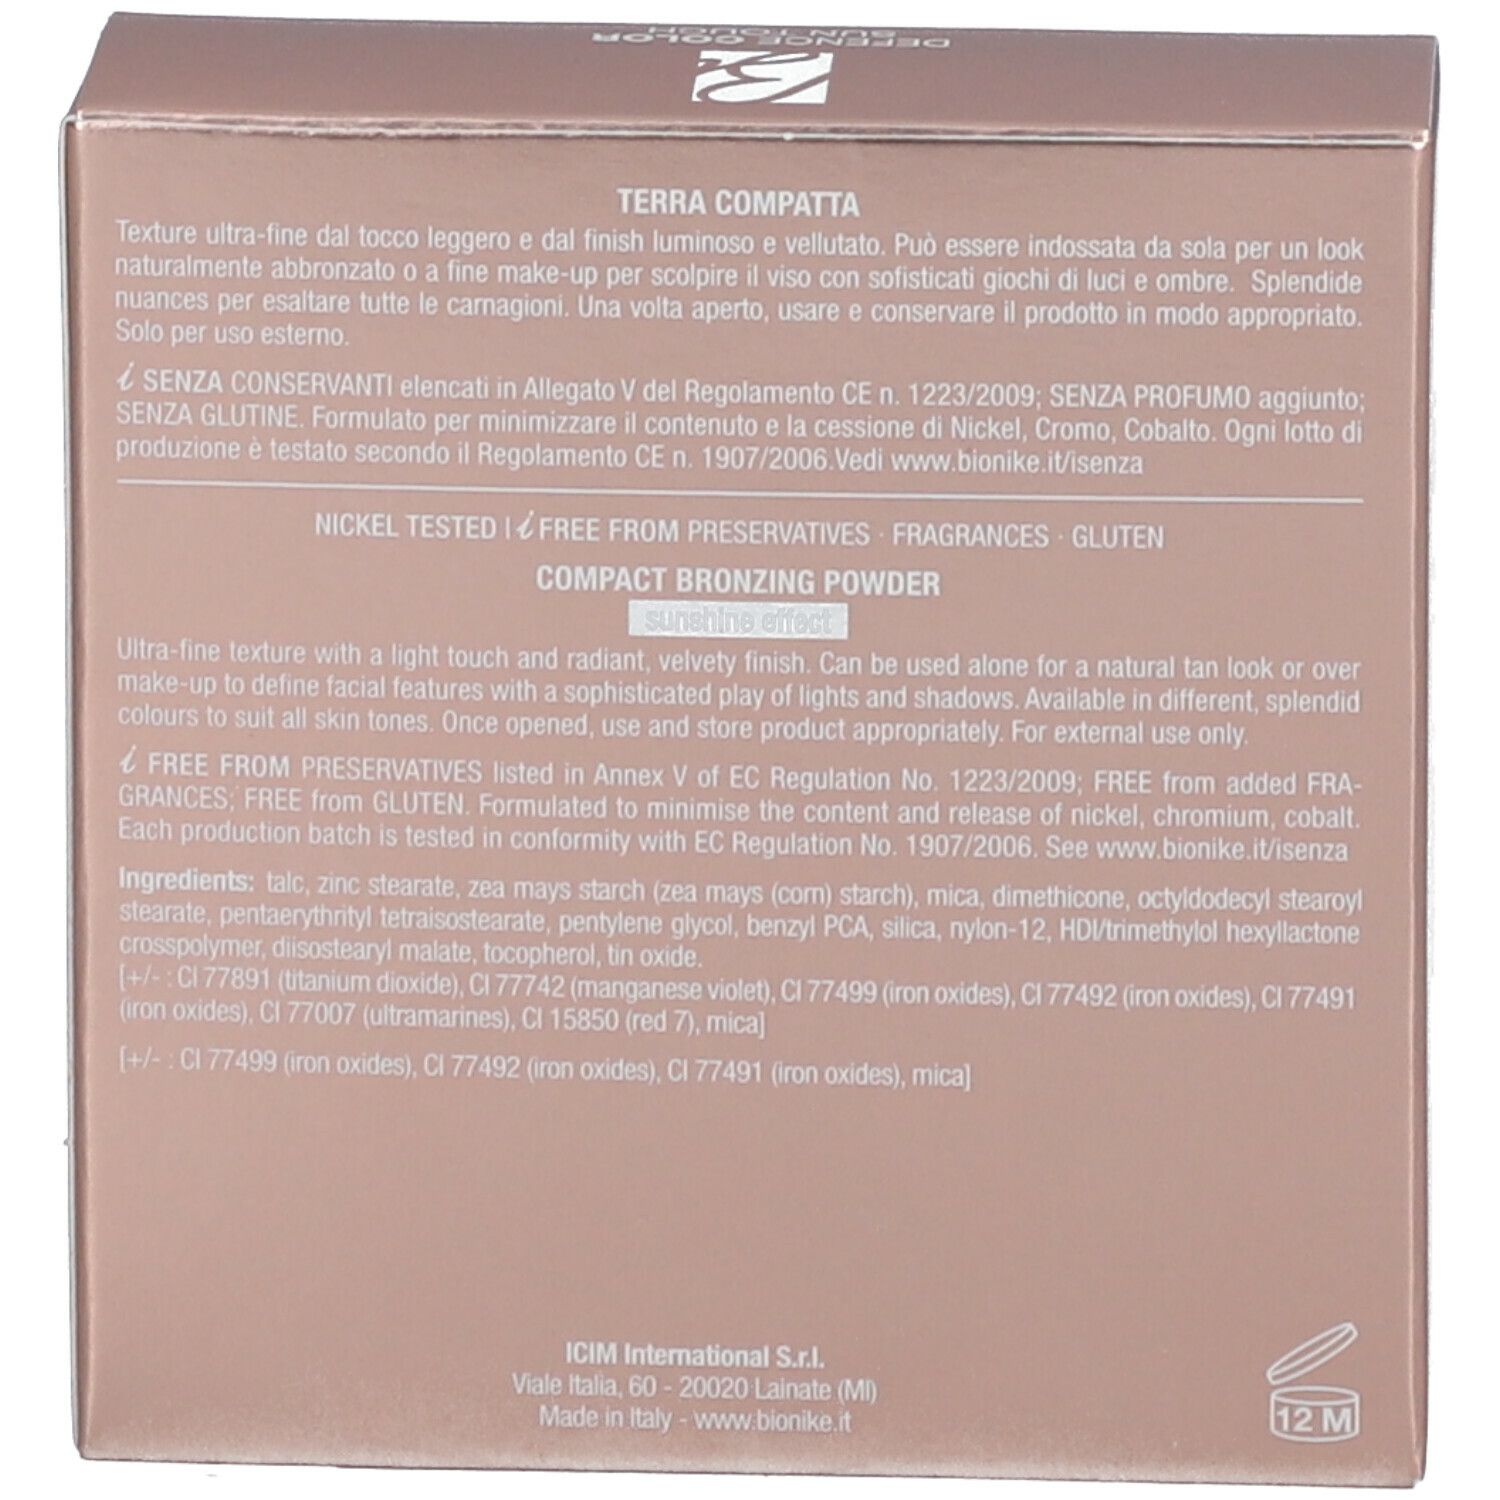 DEFENCE COLOR
SUN TOUCH
TERRA COMPATTA
Texture ultra-fine dal tocco leggero e dal finish luminoso e vellutato. Può essere indossata da sola per un look
naturalmente abbronzato o a fine make-up per scolpire il viso con sofisticati giochi di luci e ombre. Splendide
nuances per esaltare tutte le carnagioni. Una volta aperto, usare e conservare il prodotto in modo appropriato.
Solo per uso esterno.
i SENZA CONSERVANTI elencati in Allegato V del Regolamento CE n. 1223/2009; SENZA PROFUMO aggiunto;
SENZA GLUTINE. Formulato per minimizzare il contenuto e la cessione di Nickel, Cromo, Cobalto. Ogni lotto di
produzione è testato secondo il Regolamento CE n. 1907/2006.Vedi www.bionike.it/isenza
NICKEL TESTED | i FREE FROM PRESERVATIVES · FRAGRANCES · GLUTEN
COMPACT BRONZING POWDER
sunshine effect
Ultra-fine texture with a light touch and radiant, velvety finish. Can be used alone for a natural tan look or over
make-up to define facial features with a sophisticated play of lights and shadows. Available in different, splendid
colours to suit all skin tones. Once opened, use and store product appropriately. For external use only.
i FREE FROM PRESERVATIVES listed in Annex V of EC Regulation No. 1223/2009; FREE from added FRA-
GRANCES; FREE from GLUTEN. Formulated to minimise the content and release of nickel, chromium, cobalt.
Each production batch is tested in conformity with EC Regulation No. 1907/2006. See www.bionike.it/isenza
Ingredients: talc, zinc stearate, zea mays starch (zea mays (corn) starch), mica, dimethicone, octyldodecyl stearoyl
stearate, pentaerythrityl tetraisostearate, pentylene glycol, benzyl PCA, silica, nylon-12, HDI/trimethylol hexyllactone
crosspolymer, diisostearyl malate, tocopherol, tin oxide.
[+/- : CI 77891 (titanium dioxide), CI 77742 (manganese violet), CI 77499 (iron oxides), CI 77492 (iron oxides), CI 77491
(iron oxides), CI 77007 (ultramarines), CI 15850 (red 7), mica]
[+/- : CI 77499 (iron oxides), CI 77492 (iron oxides), CI 77491 (iron oxides), mica]
ICIM International S.r.l.
Viale Italia, 60 - 20020 Lainate (MI)
Made in Italy - www.bionike.it
12 M